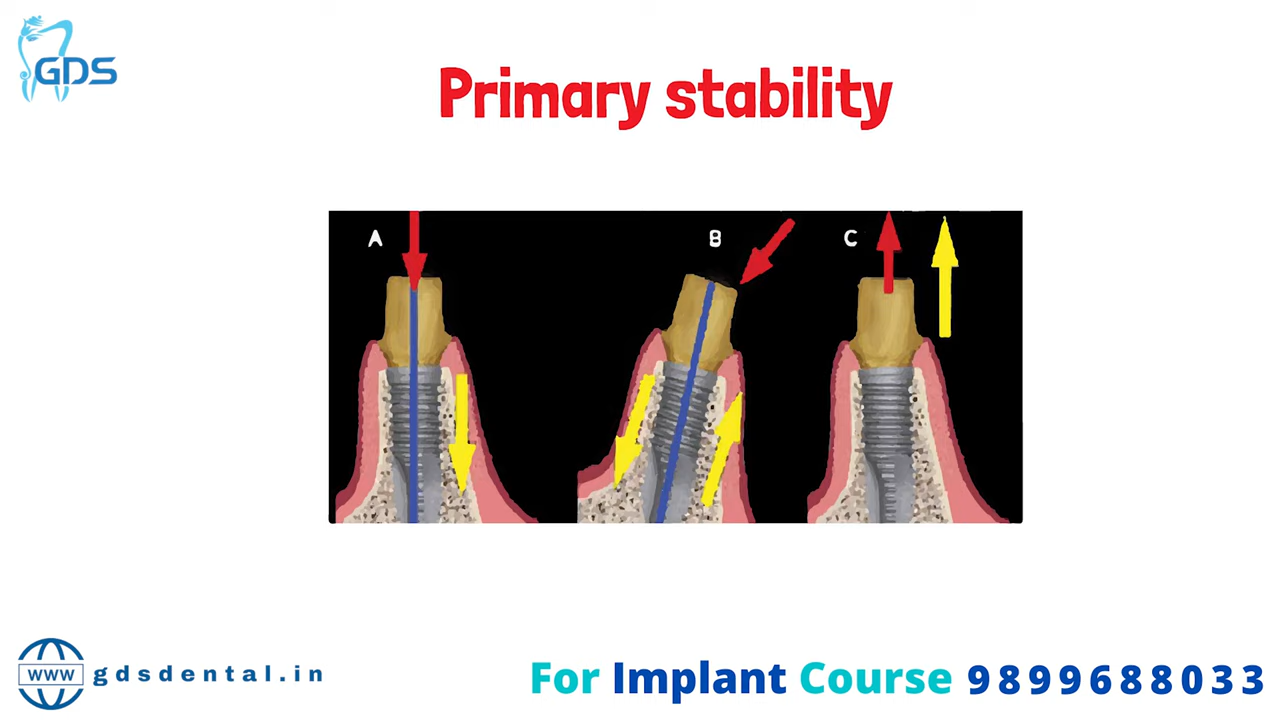 GDS
Primary stability
A
B
C
www
gdsdental.in
For Implant Course 9899688033